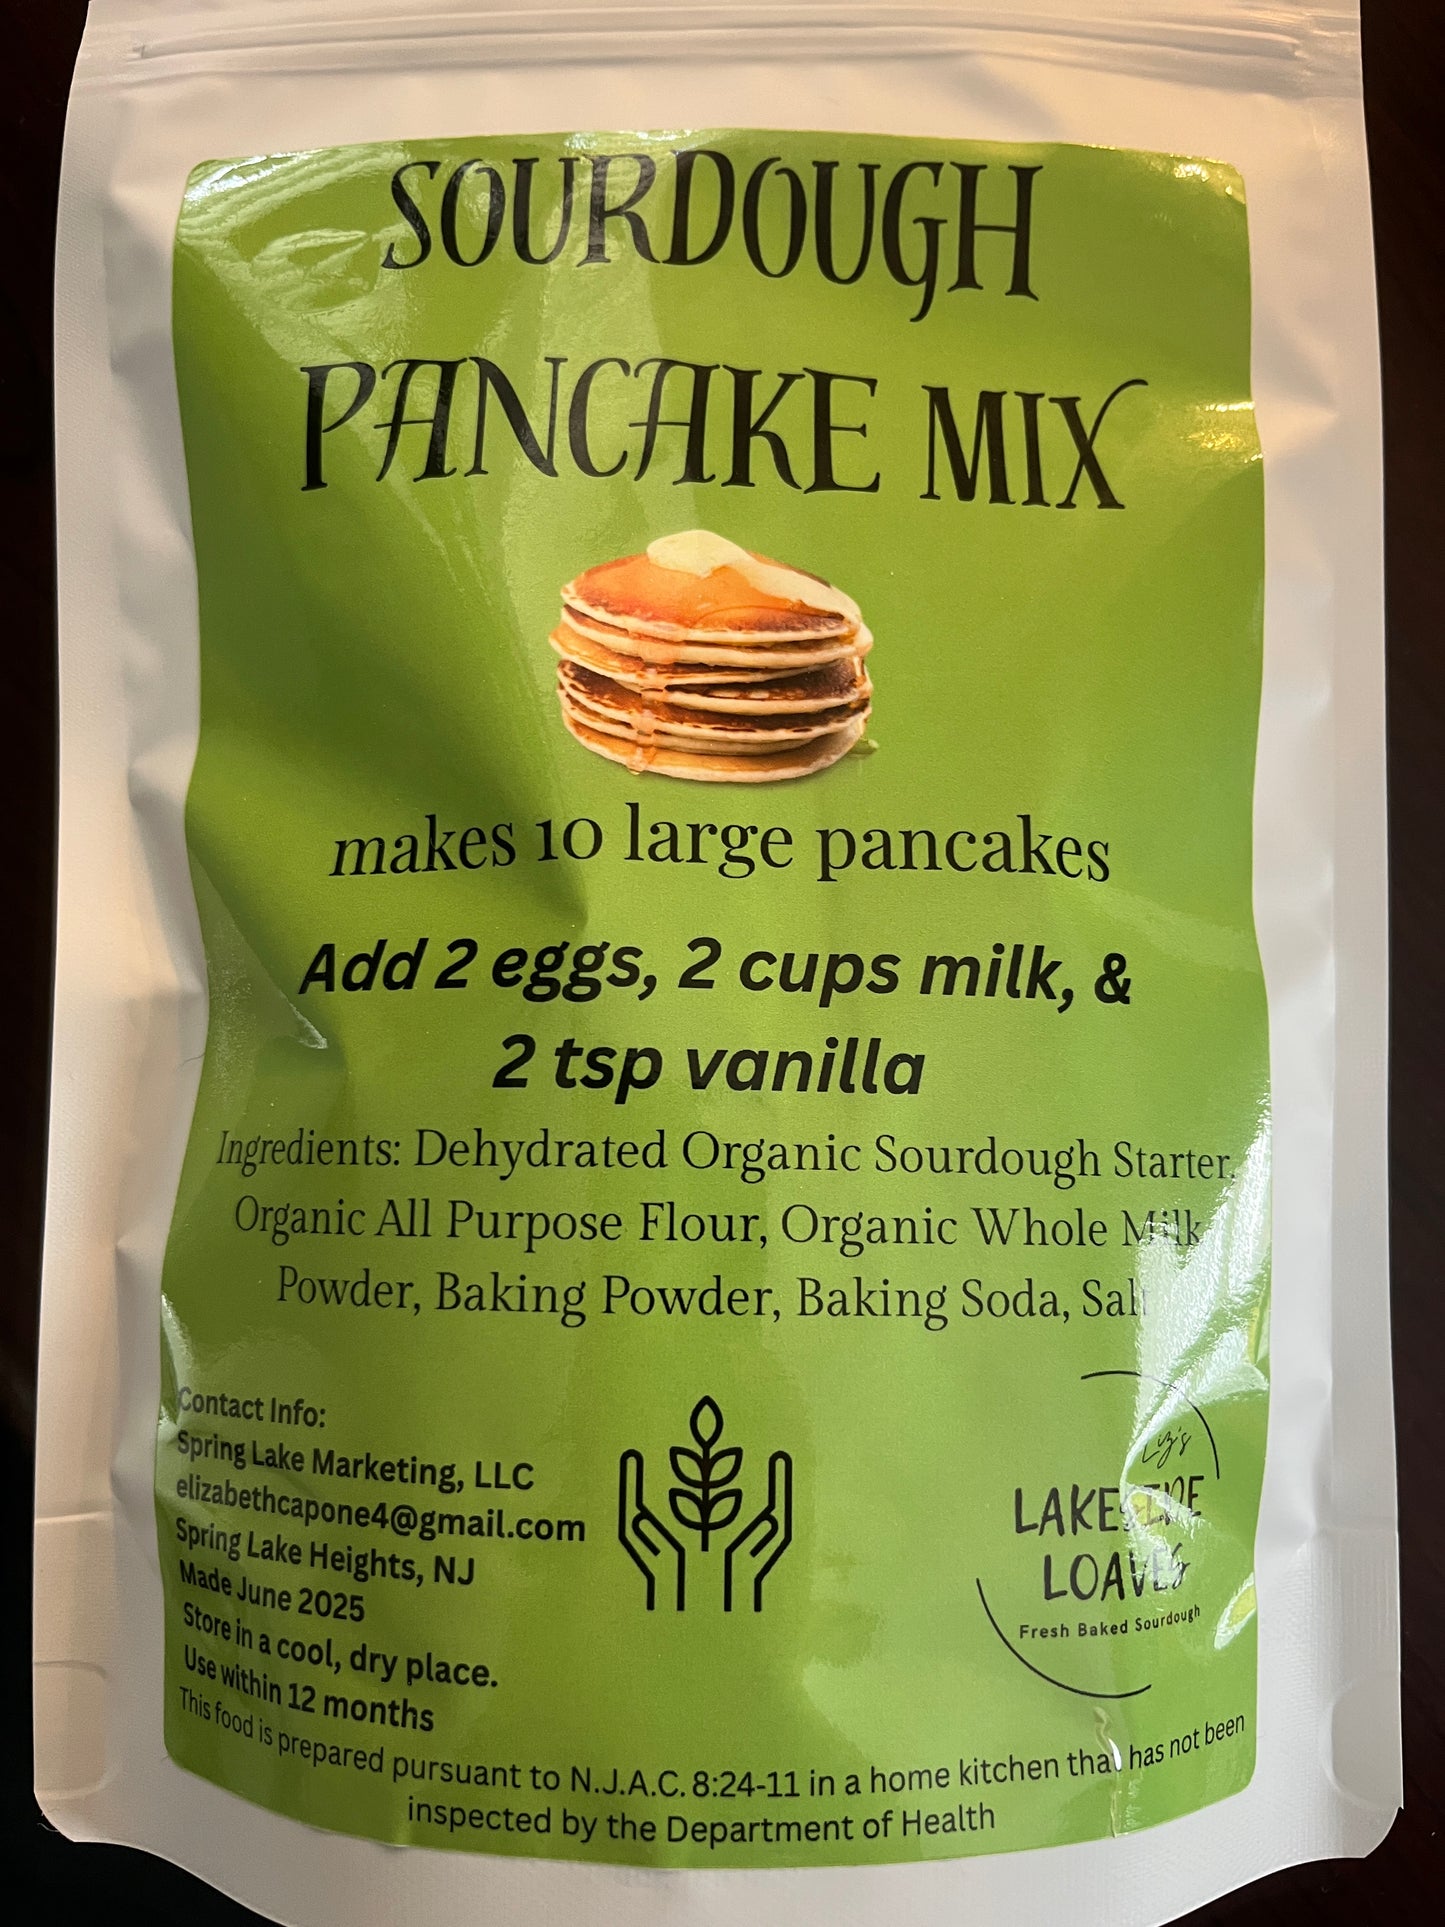 SOURDOUGH
PANCAKE MIX
makes 10 large pancakes
Add 2 eggs, 2 cups milk, &
2 tsp vanilla
Ingredients: Dehydrated Organic Sourdough Starter,
Organic All Purpose Flour, Organic Whole Milk
Powder, Baking Powder, Baking Soda, Salt
Contact Info:
Spring Lake Marketing, LLC
elizabethcapone4@gmail.com
Spring Lake Heights, NJ
Made June 2025
Store in a cool, dry place.
Use within 12 months
Liz's
LAKESIDE
LOAVES
Fresh Baked Sourdough
This food is prepared pursuant to N.J.A.C. 8:24-11 in a home kitchen that has not been
inspected by the Department of Health